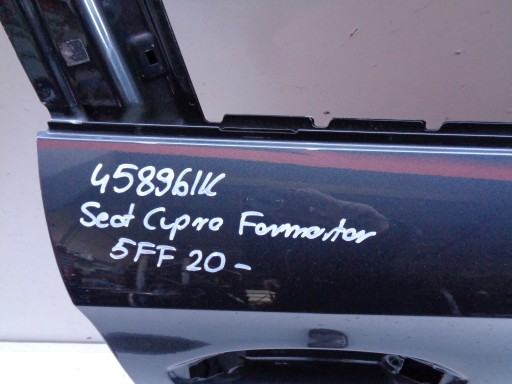 458961K
Seat Cupra Formentor
5FF 20-